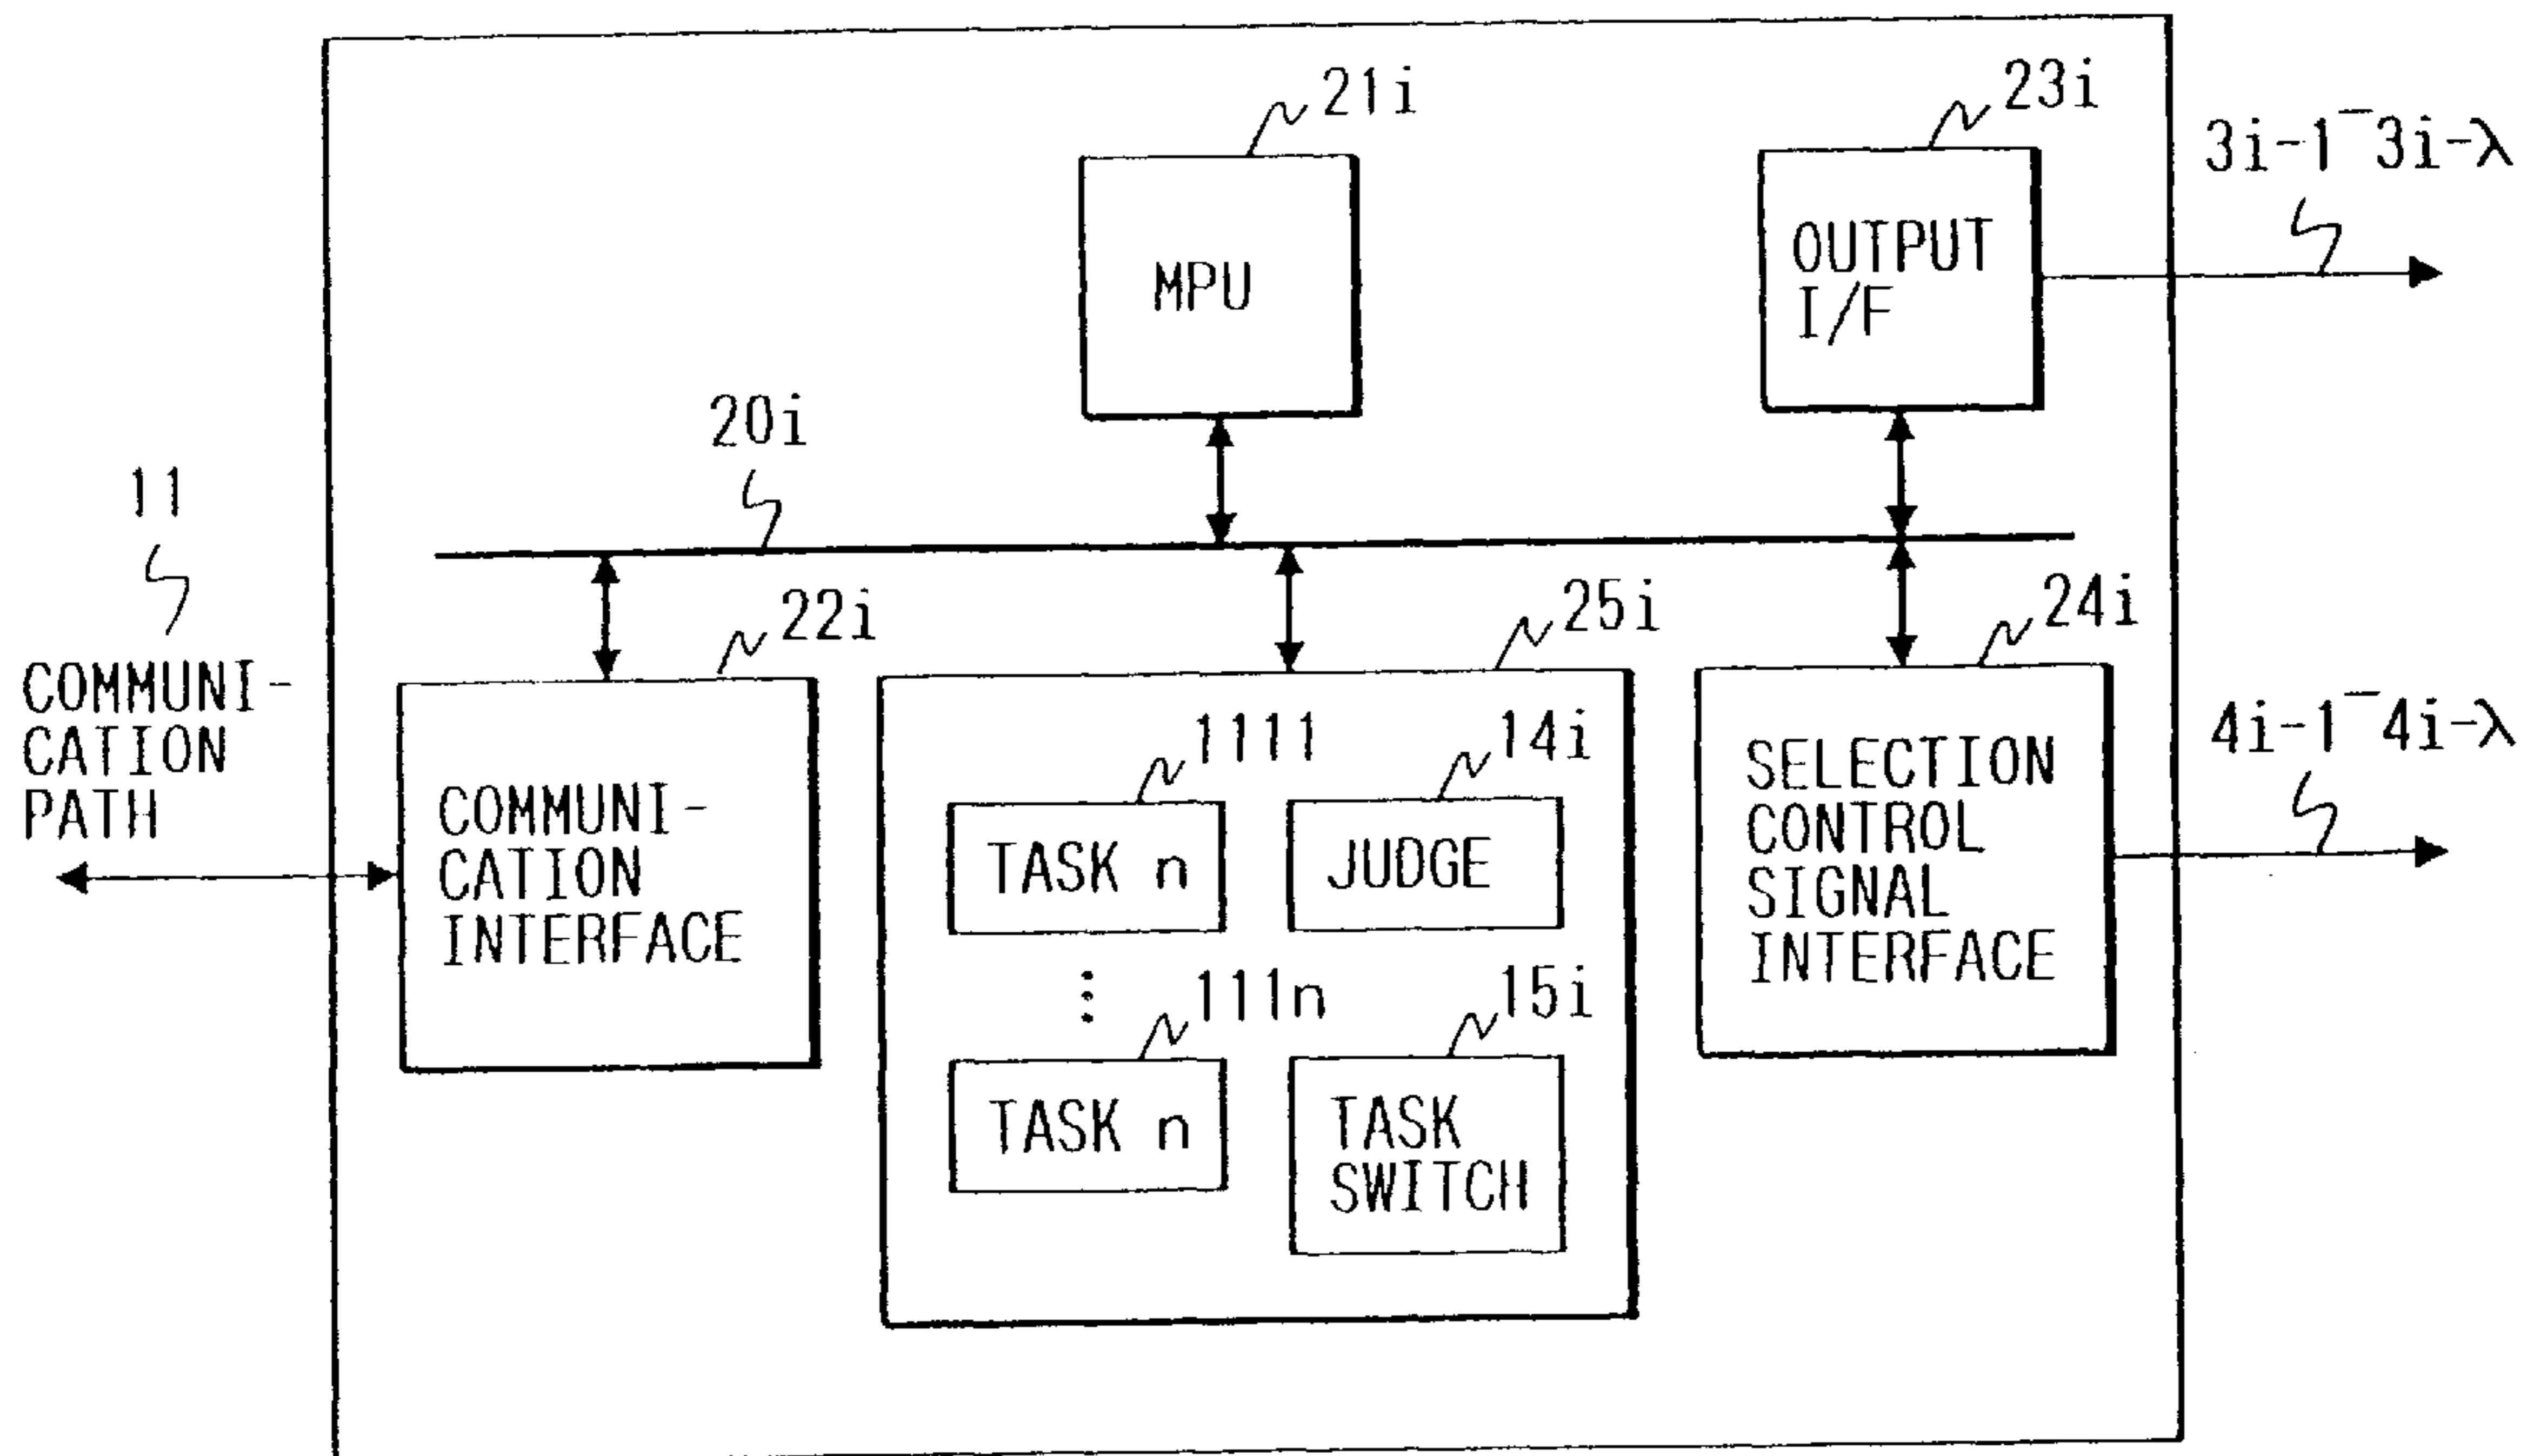 21i
23i
3i-1‾3i-λ
MPU
OUTPUT
I/F
20i
11
COMMUNI-
CATION
PATH
22i
25i
24i
4i-1‾4i-λ
COMMUNI-
CATION
INTERFACE
1111
14i
TASK n
JUDGE
⋮
111n
15i
TASK n
TASK
SWITCH
SELECTION
CONTROL
SIGNAL
INTERFACE